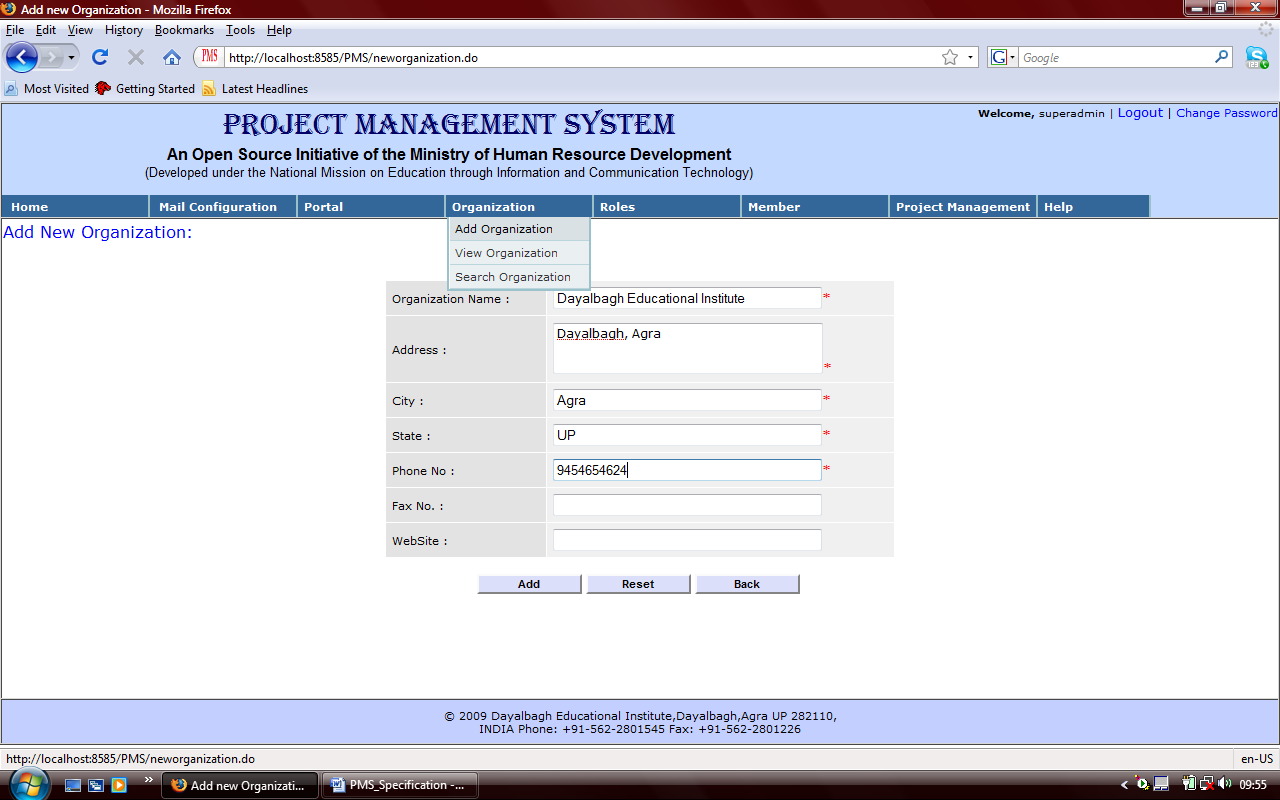 Add new Organization - Mozilla Firefox
File Edit View History Bookmarks Tools Help
PMS http://localhost:8585/PMS/neworganization.do G Google
Most Visited Getting Started Latest Headlines
Welcome, superadmin | Logout | Change Password
PROJECT MANAGEMENT SYSTEM
An Open Source Initiative of the Ministry of Human Resource Development
(Developed under the National Mission on Education through Information and Communication Technology)
Home Mail Configuration Portal Organization Roles Member Project Management Help
Add New Organization:
Add Organization
View Organization
Search Organization
Organization Name : Dayalbagh Educational Institute *
Address : Dayalbagh, Agra *
City : Agra *
State : UP *
Phone No : 9454654624 *
Fax No. :
WebSite :
Add Reset Back
© 2009 Dayalbagh Educational Institute,Dayalbagh,Agra UP 282110,
INDIA Phone: +91-562-2801545 Fax: +91-562-2801226
http://localhost:8585/PMS/neworganization.do en-US
Add new Organizati... PMS_Specification -... 09:55